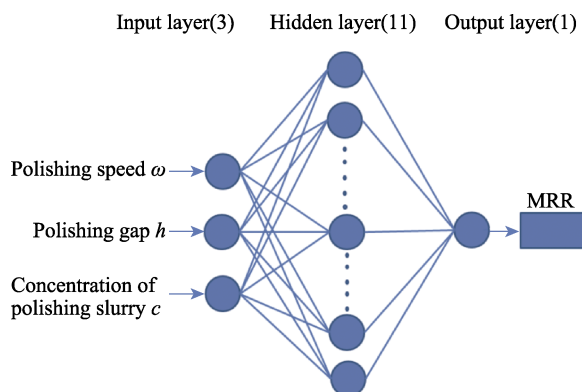 Input layer(3) Hidden layer(11) Output layer(1)
Polishing speed ω
MRR
Polishing gap h
Concentration of
polishing slurry c